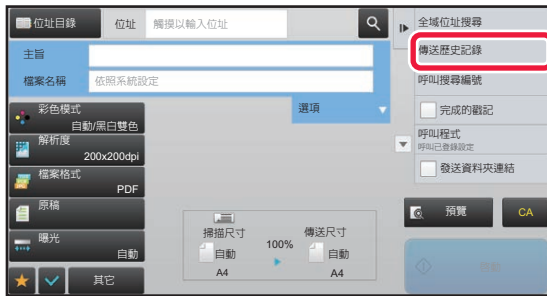 位址目錄
位址
觸摸以輸入位址
主旨
檔案名稱
依照系統設定
選項
彩色模式
自動/黑白雙色
解析度
200x200dpi
檔案格式
PDF
原稿
曝光
自動
其它
掃描尺寸
自動
A4
100%
傳送尺寸
自動
A4
全域位址搜尋
傳送歷史記錄
呼叫搜尋編號
完成的戳記
呼叫程式
呼叫已登錄設定
發送資料夾連結
預覽
CA